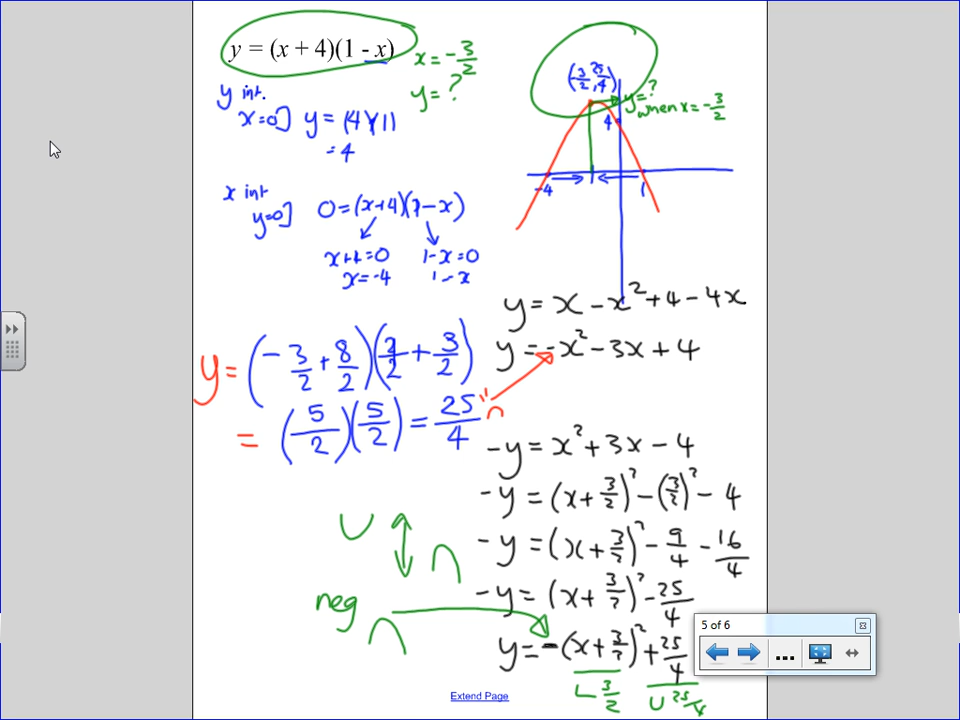 y = (x + 4)(1 - x)
x = -3/2
y = ?
y int.
x=0] y = (4)(1)
= 4
x int
y=0] 0 = (x+4)(1-x)
x+4=0 1-x=0
x=-4 1=x
(-3/2, 25/4)
y=?
when x = -3/2
4
-4
1
y = (-3/2 + 8/2)(2/2 + 3/2)
= (5/2)(5/2) = 25/4
"∩"
y = x - x² + 4 - 4x
y = -x² - 3x + 4
-y = x² + 3x - 4
-y = (x + 3/2)² - (3/2)² - 4
-y = (x + 3/2)² - 9/4 - 16/4
-y = (x + 3/2)² - 25/4
y = -(x + 3/2)² + 25/4
L 3/2 U 25/4
U ∩
neg
∩
5 of 6
...
Extend Page